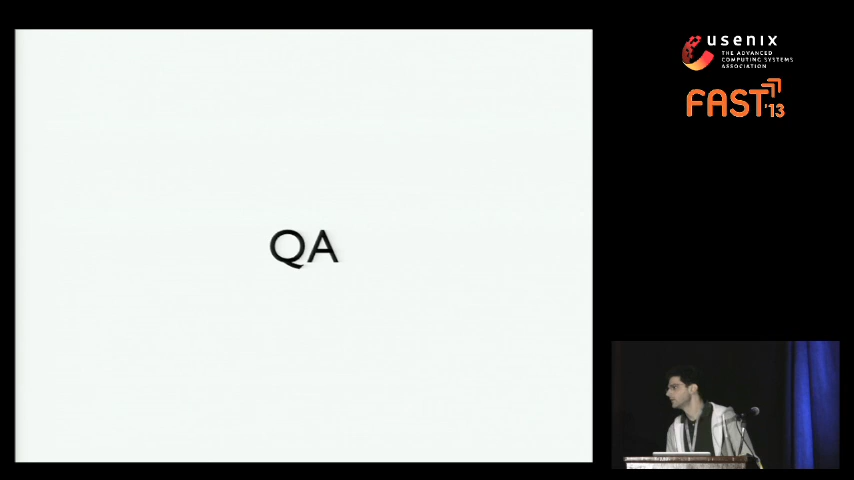 QA
usenix
THE ADVANCED
COMPUTING SYSTEMS
ASSOCIATION
FAST'13